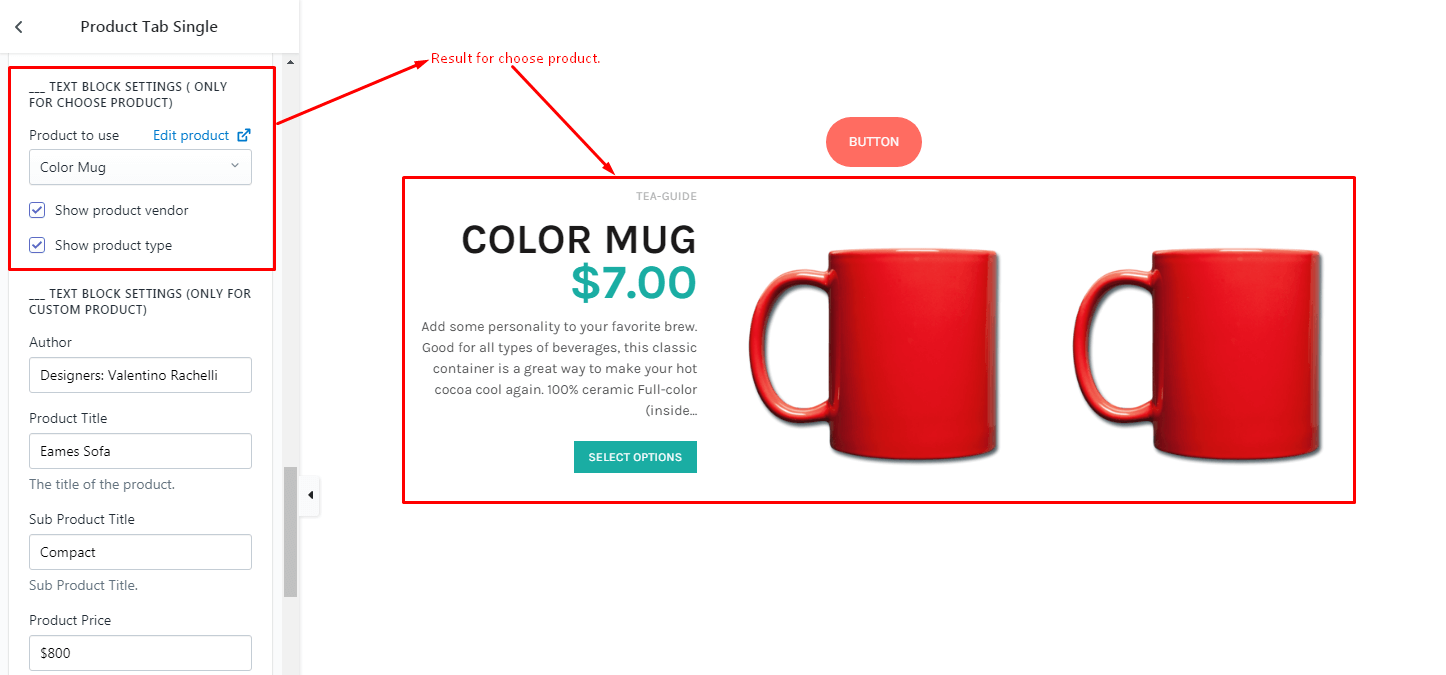 Product Tab Single
___ TEXT BLOCK SETTINGS ( ONLY
FOR CHOOSE PRODUCT)
Product to use
Edit product
Color Mug
Show product vendor
Show product type
___ TEXT BLOCK SETTINGS (ONLY FOR
CUSTOM PRODUCT)
Author
Designers: Valentino Rachelli
Product Title
Eames Sofa
The title of the product.
Sub Product Title
Compact
Sub Product Title.
Product Price
$800
Result for choose product.
BUTTON
TEA-GUIDE
COLOR MUG
$7.00
Add some personality to your favorite brew.
Good for all types of beverages, this classic
container is a great way to make your hot
cocoa cool again. 100% ceramic Full-color
(inside...
SELECT OPTIONS